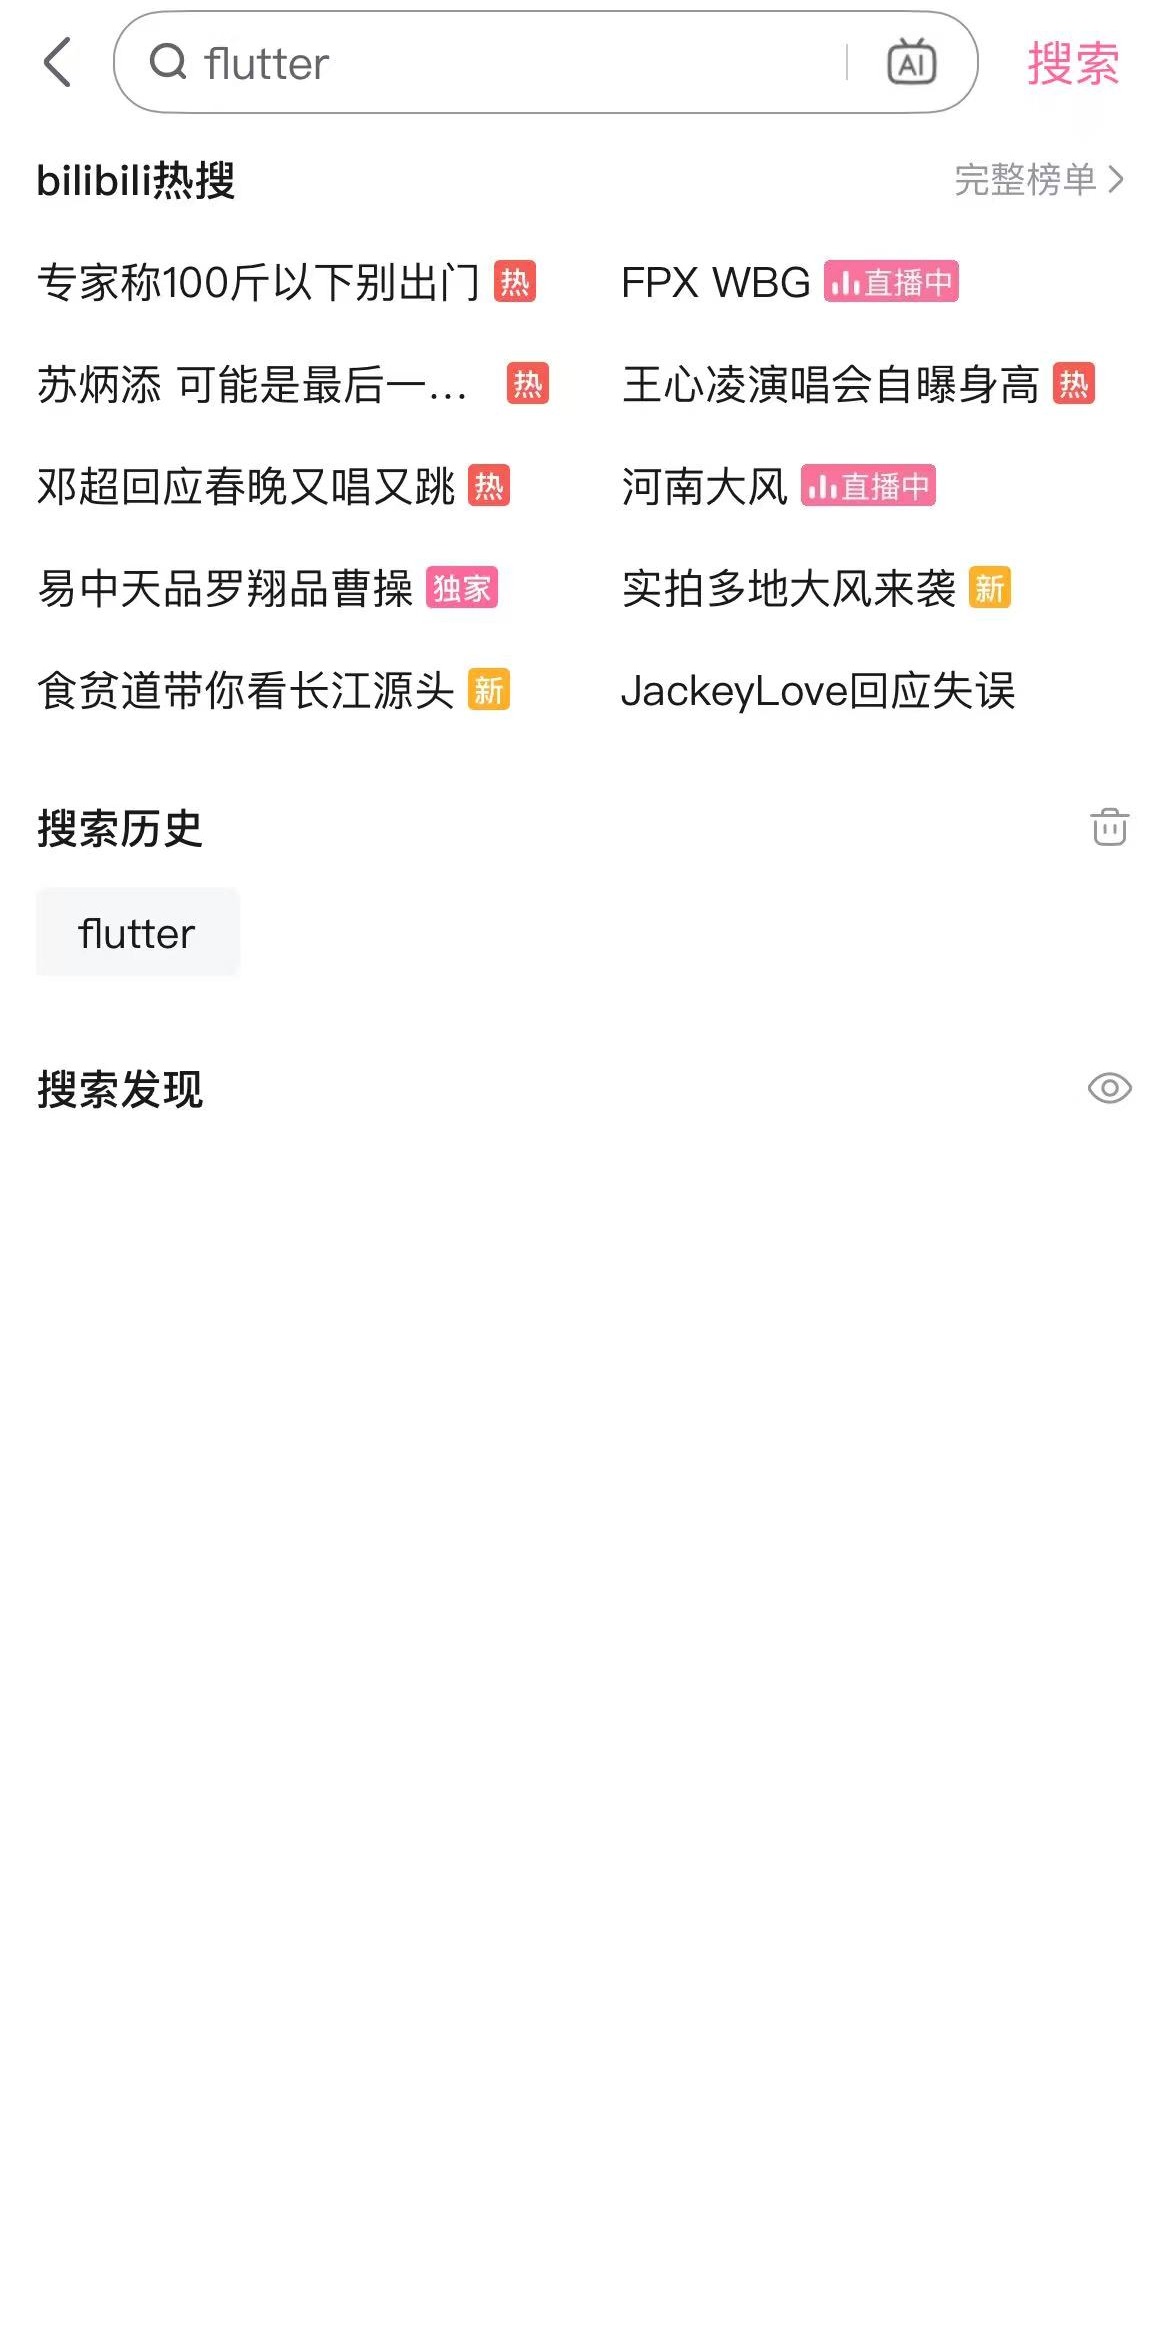 flutter AI 搜索
bilibili热搜 完整榜单
专家称100斤以下别出门 热 FPX WBG 直播中
苏炳添 可能是最后一... 热 王心凌演唱会自曝身高 热
邓超回应春晚又唱又跳 热 河南大风 直播中
易中天品罗翔品曹操 独家 实拍多地大风来袭 新
食贫道带你看长江源头 新 JackeyLove回应失误
搜索历史
flutter
搜索发现